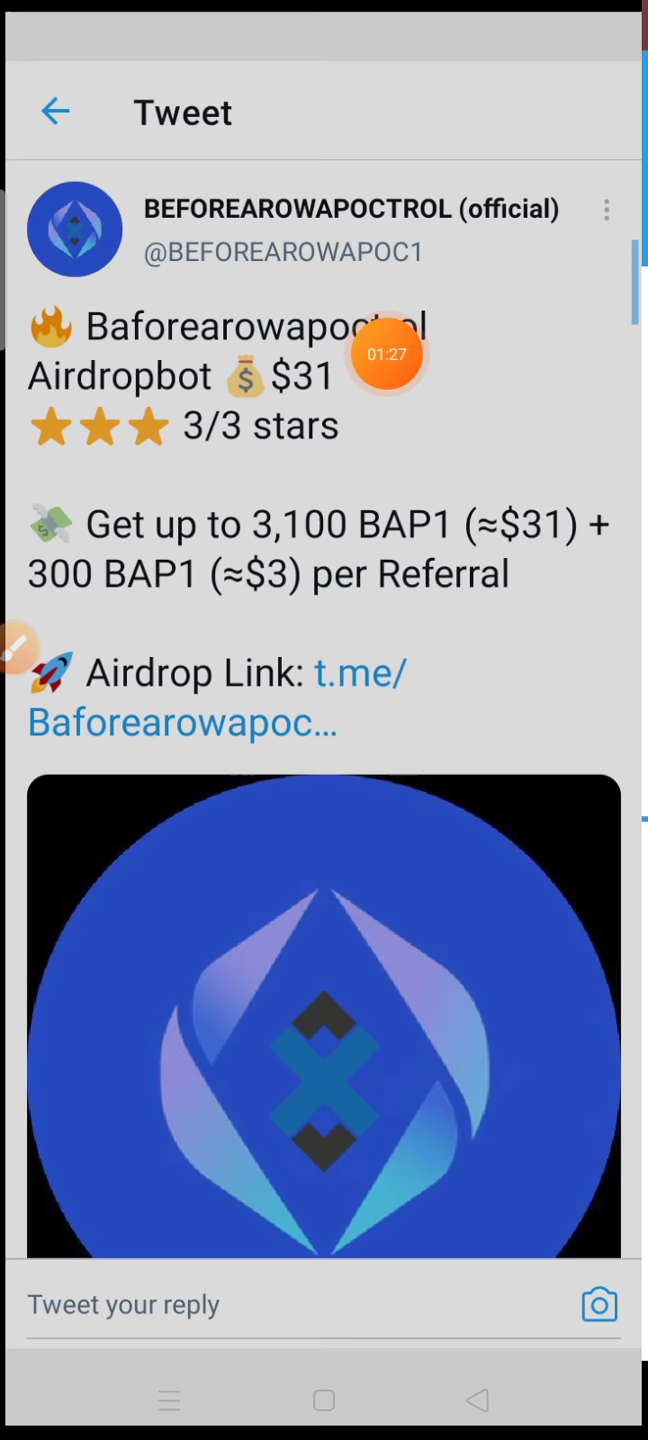 Tweet
BEFOREAROWAPOCTROL (official)
@BEFOREAROWAPOC1
🔥 Baforearowapoctrol
Airdropbot 💰$31
01:27
⭐⭐⭐ 3/3 stars
💸 Get up to 3,100 BAP1 (≈$31) +
300 BAP1 (≈$3) per Referral
🚀 Airdrop Link: t.me/
Baforearowapoc...
Tweet your reply